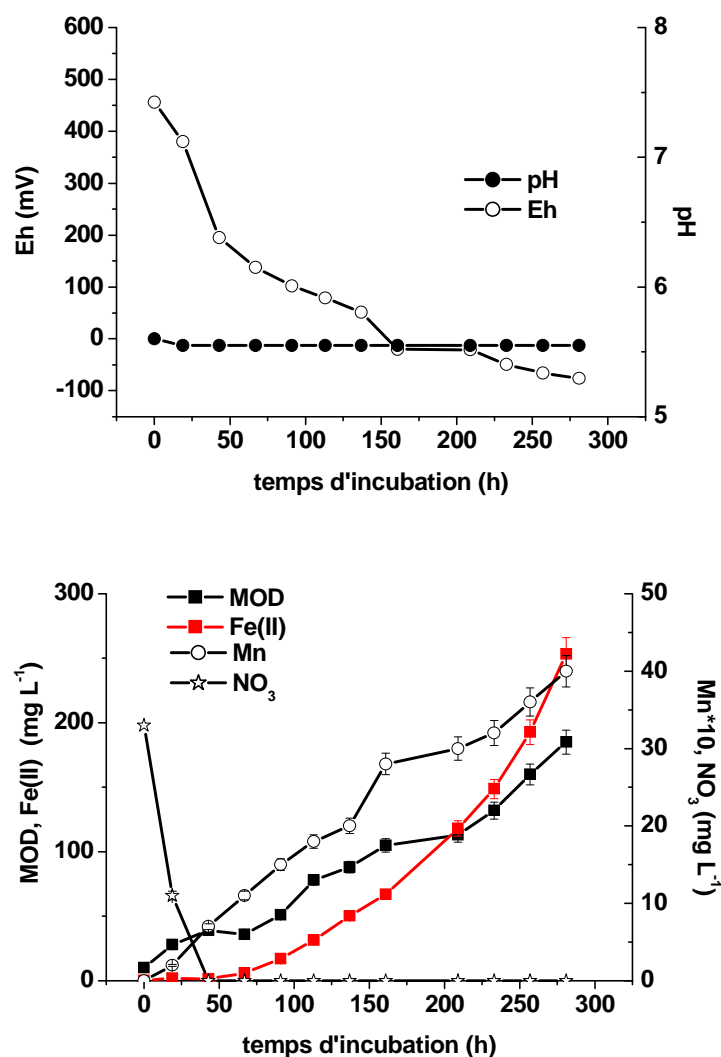 600
500
400
300
200
100
0
-100
Eh (mV)
8
7
6
5
pH
pH
Eh
0 50 100 150 200 250 300
temps d'incubation (h)
300
200
100
0
MOD, Fe(II) (mg L-1)
50
40
30
20
10
0
Mn*10, NO3 (mg L-1)
MOD
Fe(II)
Mn
NO3
0 50 100 150 200 250 300
temps d'incubation (h)